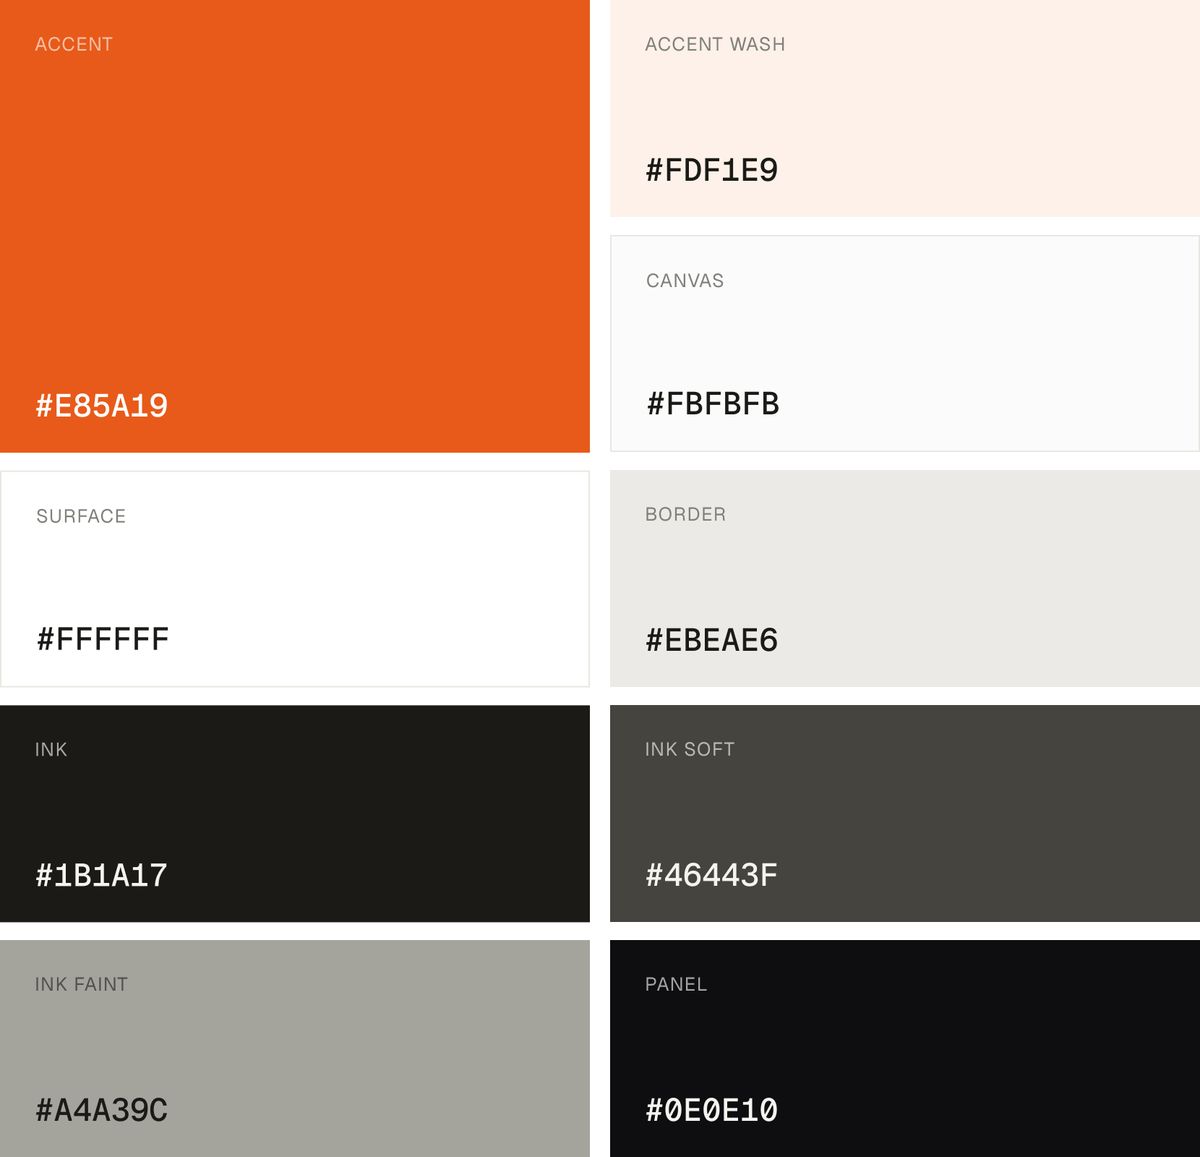 ACCENT
#E85A19
ACCENT WASH
#FDF1E9
CANVAS
#FBFBFB
SURFACE
#FFFFFF
BORDER
#EBEAE6
INK
#1B1A17
INK SOFT
#46443F
INK FAINT
#A4A39C
PANEL
#0E0E10